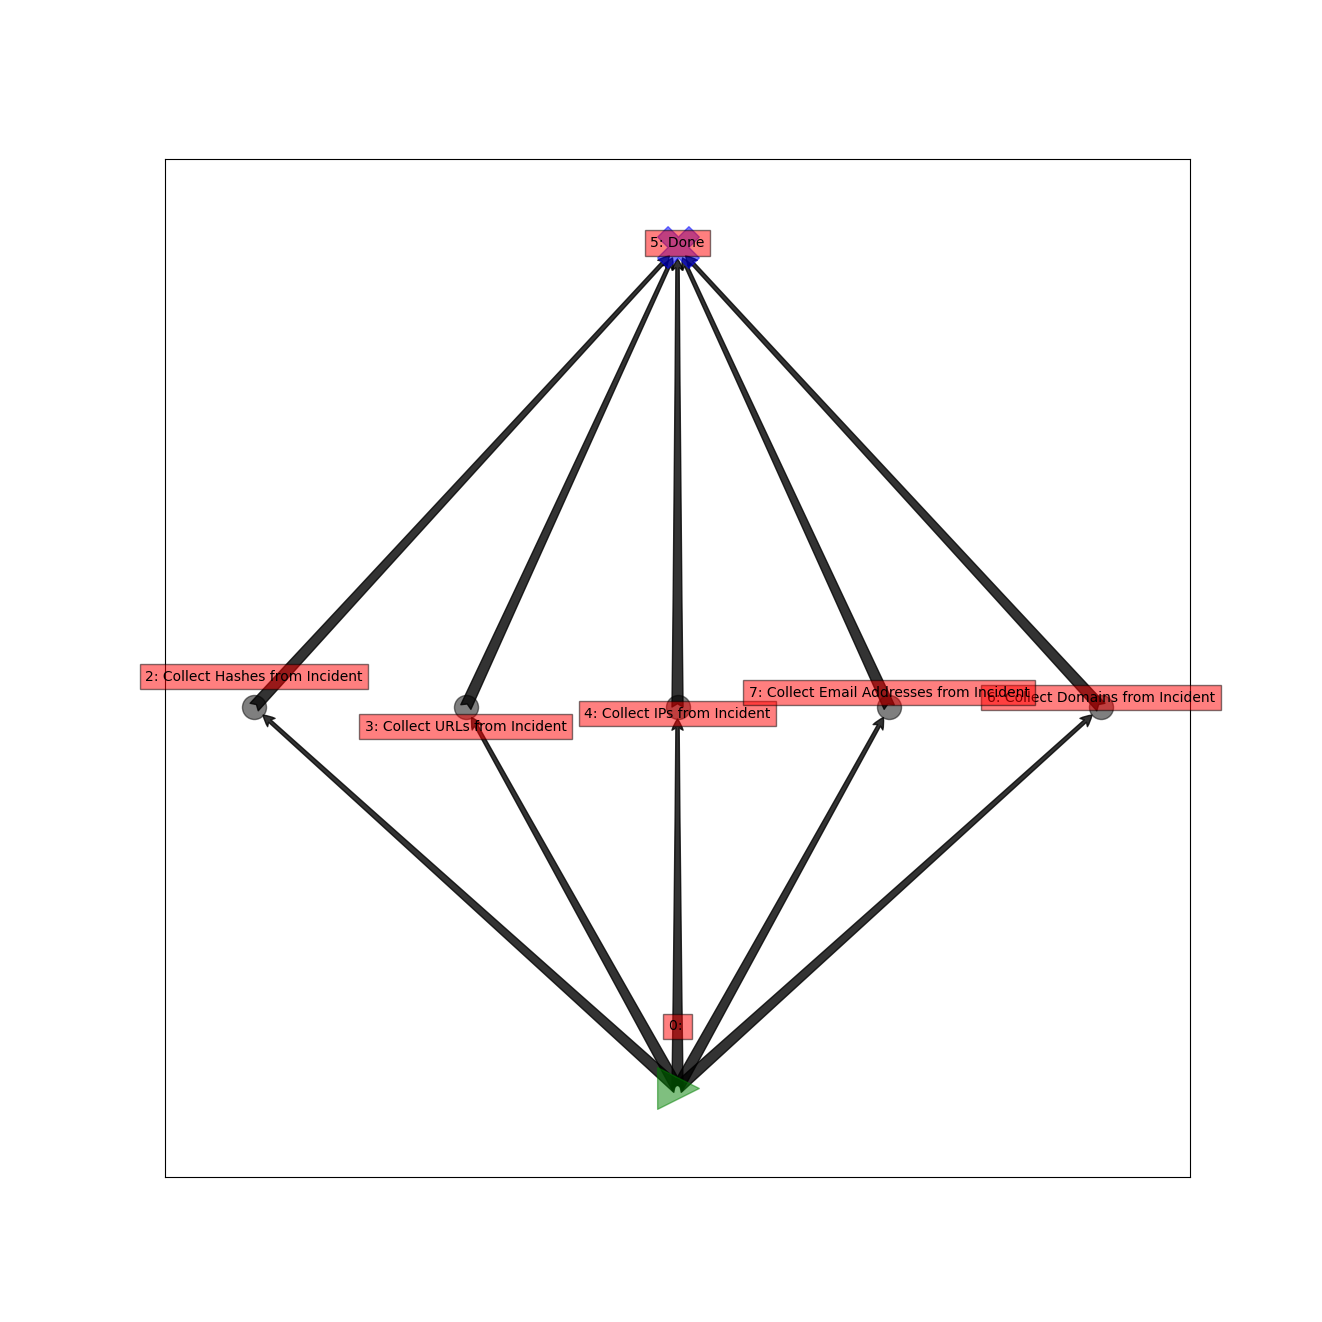 5: Done
2: Collect Hashes from Incident
3: Collect URLs from Incident
4: Collect IPs from Incident
7: Collect Email Addresses from Incident
6: Collect Domains from Incident
0: